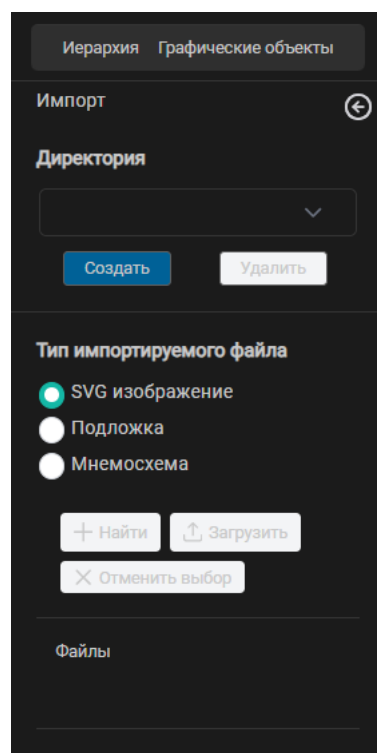 Иерархия Графические объекты
Импорт
Директория
Создать Удалить
Тип импортируемого файла
SVG изображение
Подложка
Мнемосхема
Найти Загрузить
Отменить выбор
Файлы